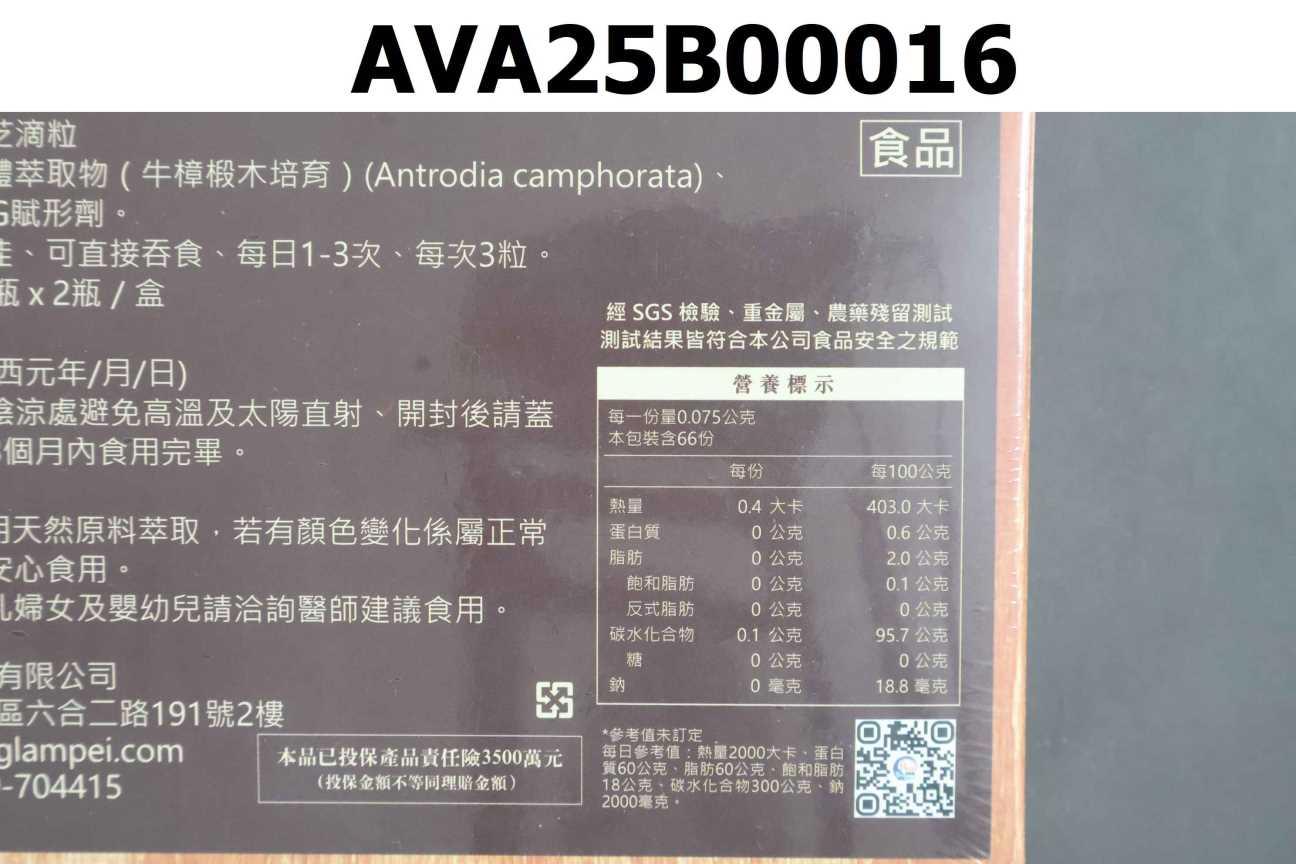 AVA25B00016
芝滴粒
食品
體萃取物(牛樟椴木培育)(Antrodia camphorata)、
G賦形劑。
佳、可直接吞食、每日1-3次、每次3粒。
瓶 x 2瓶 / 盒
經 SGS 檢驗、重金屬、農藥殘留測試
測試結果皆符合本公司食品安全之規範
西元年/月/日)
陰涼處避免高溫及太陽直射、開封後請蓋
個月內食用完畢。
營養標示
每一份量0.075公克
本包裝含66份
每份 每100公克
熱量 0.4 大卡 403.0 大卡
蛋白質 0 公克 0.6 公克
脂肪 0 公克 2.0 公克
飽和脂肪 0 公克 0.1 公克
反式脂肪 0 公克 0 公克
碳水化合物 0.1 公克 95.7 公克
糖 0 公克 0 公克
鈉 0 毫克 18.8 毫克
用天然原料萃取，若有顏色變化係屬正常
安心食用。
乳婦女及嬰幼兒請洽詢醫師建議食用。
有限公司
區六合二路191號2樓
glampei.com
-704415
本品已投保產品責任險3500萬元
(投保金額不等同理賠金額)
*參考值未訂定
每日參考值：熱量2000大卡、蛋白
質60公克、脂肪60公克、飽和脂肪
18公克、碳水化合物300公克、鈉
2000毫克。